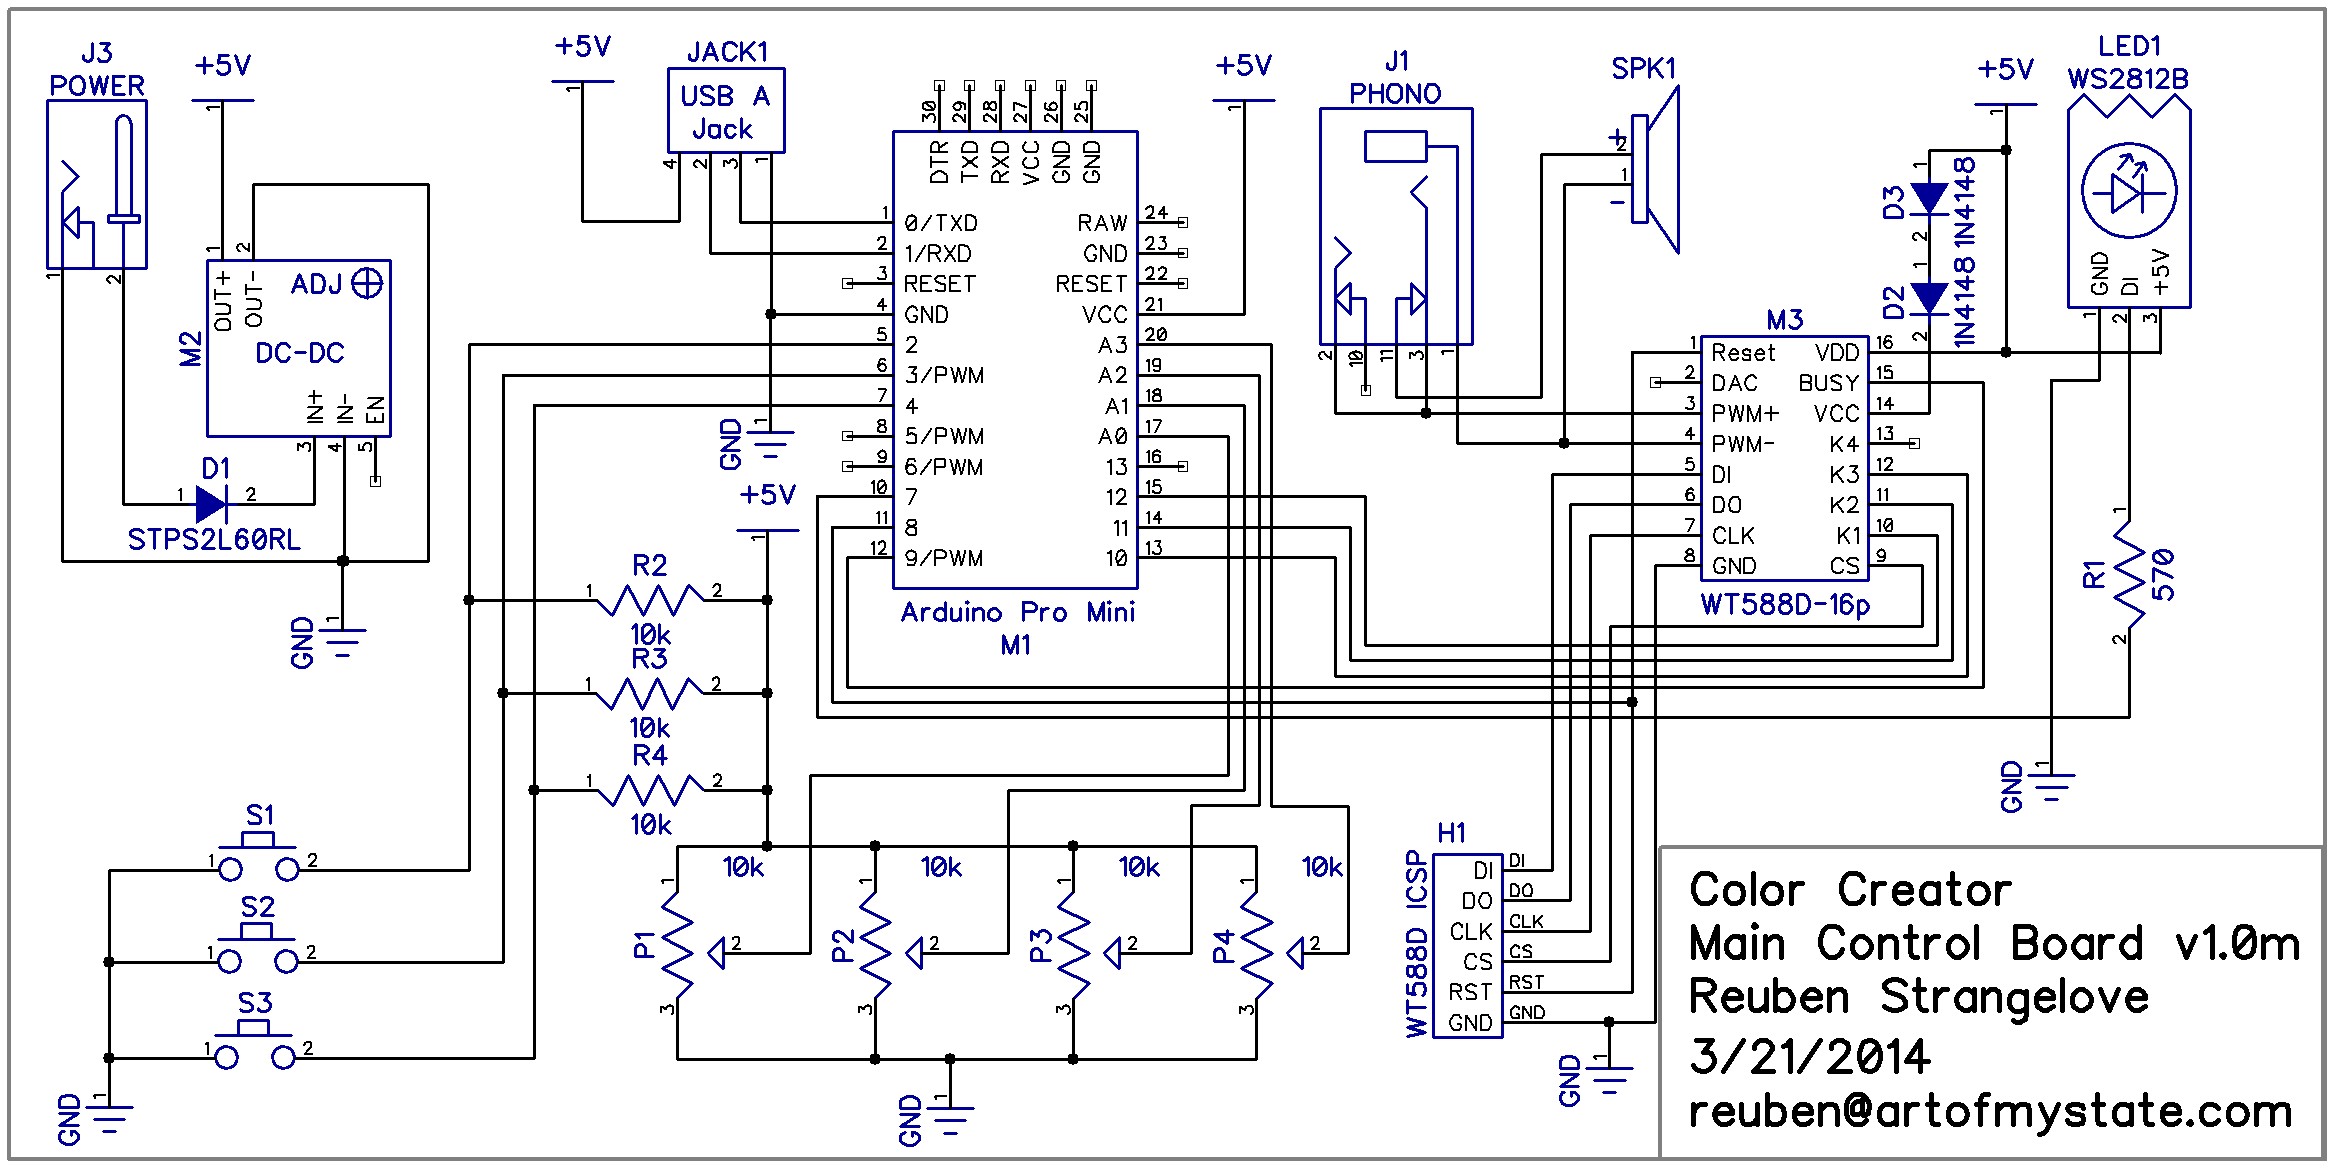 J3
POWER
1
2
+5V
1
1
2
OUT+
OUT-
ADJ
M2
DC-DC
IN+
IN-
EN
3
4
5
D1
1
2
STPS2L60RL
1
GND
+5V
1
JACK1
USB A
Jack
4
2
3
1
1
GND
30
29
28
27
26
25
DTR
TXD
RXD
VCC
GND
GND
1 0/TXD
2 1/RXD
3 RESET
4 GND
5 2
6 3/PWM
7 4
8 5/PWM
9 6/PWM
10 7
11 8
12 9/PWM
RAW 24
GND 23
RESET 22
VCC 21
A3 20
A2 19
A1 18
A0 17
13 16
12 15
11 14
10 13
Arduino Pro Mini
M1
+5V
1
J1
PHONO
2
10
11
3
1
SPK1
+
2
1
-
+5V
1
1
D3
1N4148
2
1
D2
1N4148
2
LED1
WS2812B
GND
DI
+5V
1
2
3
M3
1 Reset
2 DAC
3 PWM+
4 PWM-
5 DI
6 DO
7 CLK
8 GND
VDD 16
BUSY 15
VCC 14
K4 13
K3 12
K2 11
K1 10
CS 9
WT588D-16p
1
R1
570
2
1
GND
+5V
1
R2
1 2
10k
R3
1 2
10k
R4
1 2
10k
S1
1 2
S2
1 2
S3
1 2
1
GND
10k
10k
10k
10k
1
P1
2
3
1
P2
2
3
1
P3
2
3
1
P4
2
3
1
GND
H1
WT588D ICSP
DI DI
DO DO
CLK CLK
CS CS
RST RST
GND GND
1
GND
Color Creator
Main Control Board v1.0m
Reuben Strangelove
3/21/2014
reuben@artofmystate.com